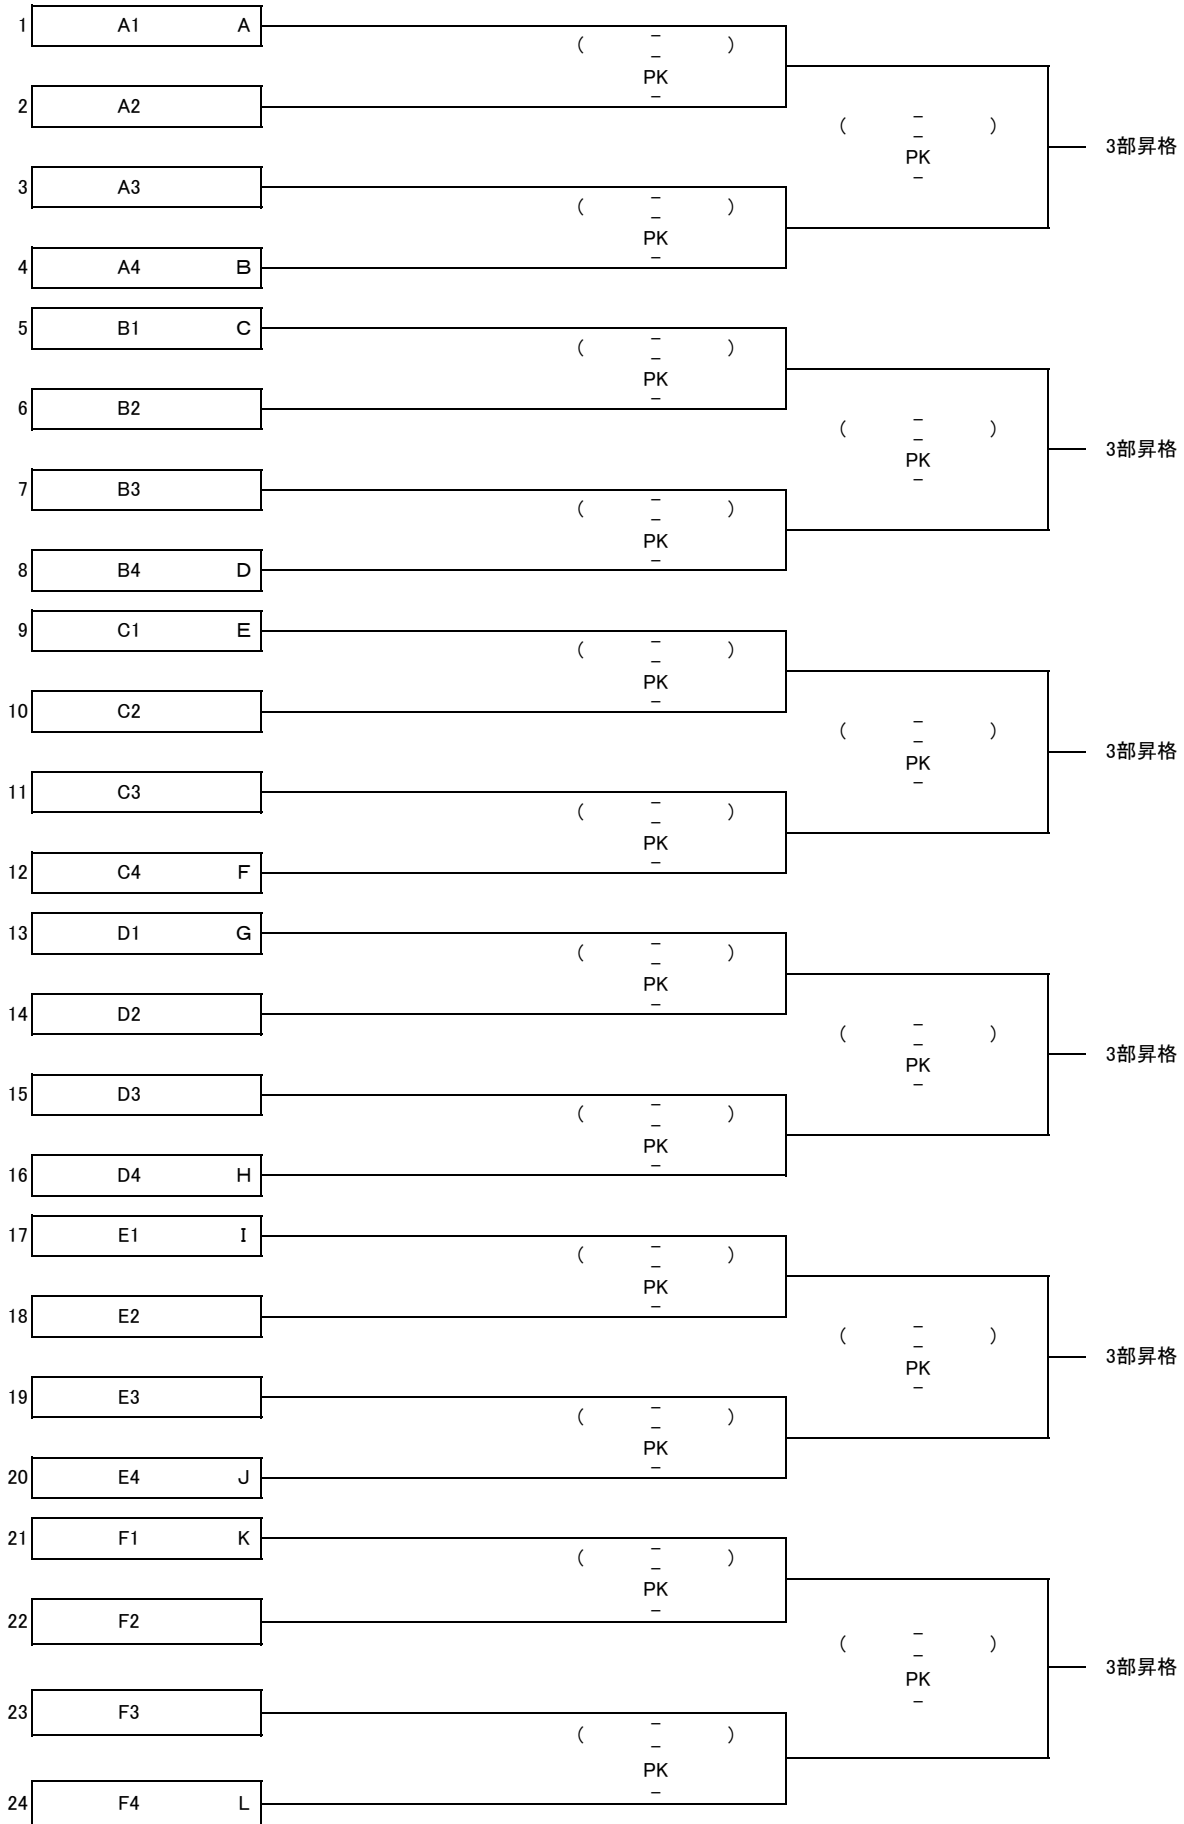 1 A1 A
( － )
－
PK
－
2 A2
( － )
－
PK
－
3部昇格
3 A3
( － )
－
PK
－
4 A4 B
5 B1 C
( － )
－
PK
－
6 B2
( － )
－
PK
－
3部昇格
7 B3
( － )
－
PK
－
8 B4 D
9 C1 E
( － )
－
PK
－
10 C2
( － )
－
PK
－
3部昇格
11 C3
( － )
－
PK
－
12 C4 F
13 D1 G
( － )
－
PK
－
14 D2
( － )
－
PK
－
3部昇格
15 D3
( － )
－
PK
－
16 D4 H
17 E1 I
( － )
－
PK
－
18 E2
( － )
－
PK
－
3部昇格
19 E3
( － )
－
PK
－
20 E4 J
21 F1 K
( － )
－
PK
－
22 F2
( － )
－
PK
－
3部昇格
23 F3
( － )
－
PK
－
24 F4 L